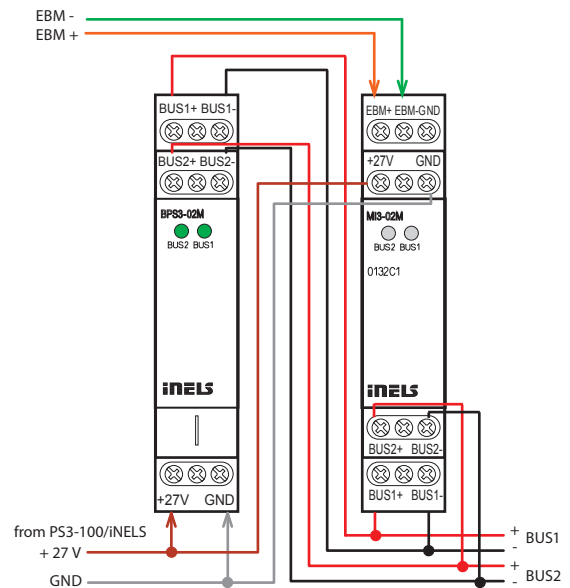 EBM -
EBM +
BUS1+ BUS1-
BUS2+ BUS2-
BPS3-02M
BUS2 BUS1
iNELS
+27V GND
EBM+ EBM-GND
+27V GND
MI3-02M
BUS2 BUS1
0132C1
iNELS
BUS2+ BUS2-
BUS1+ BUS1-
from PS3-100/iNELS
+ 27 V
GND
+ BUS1
-
+ BUS2
-